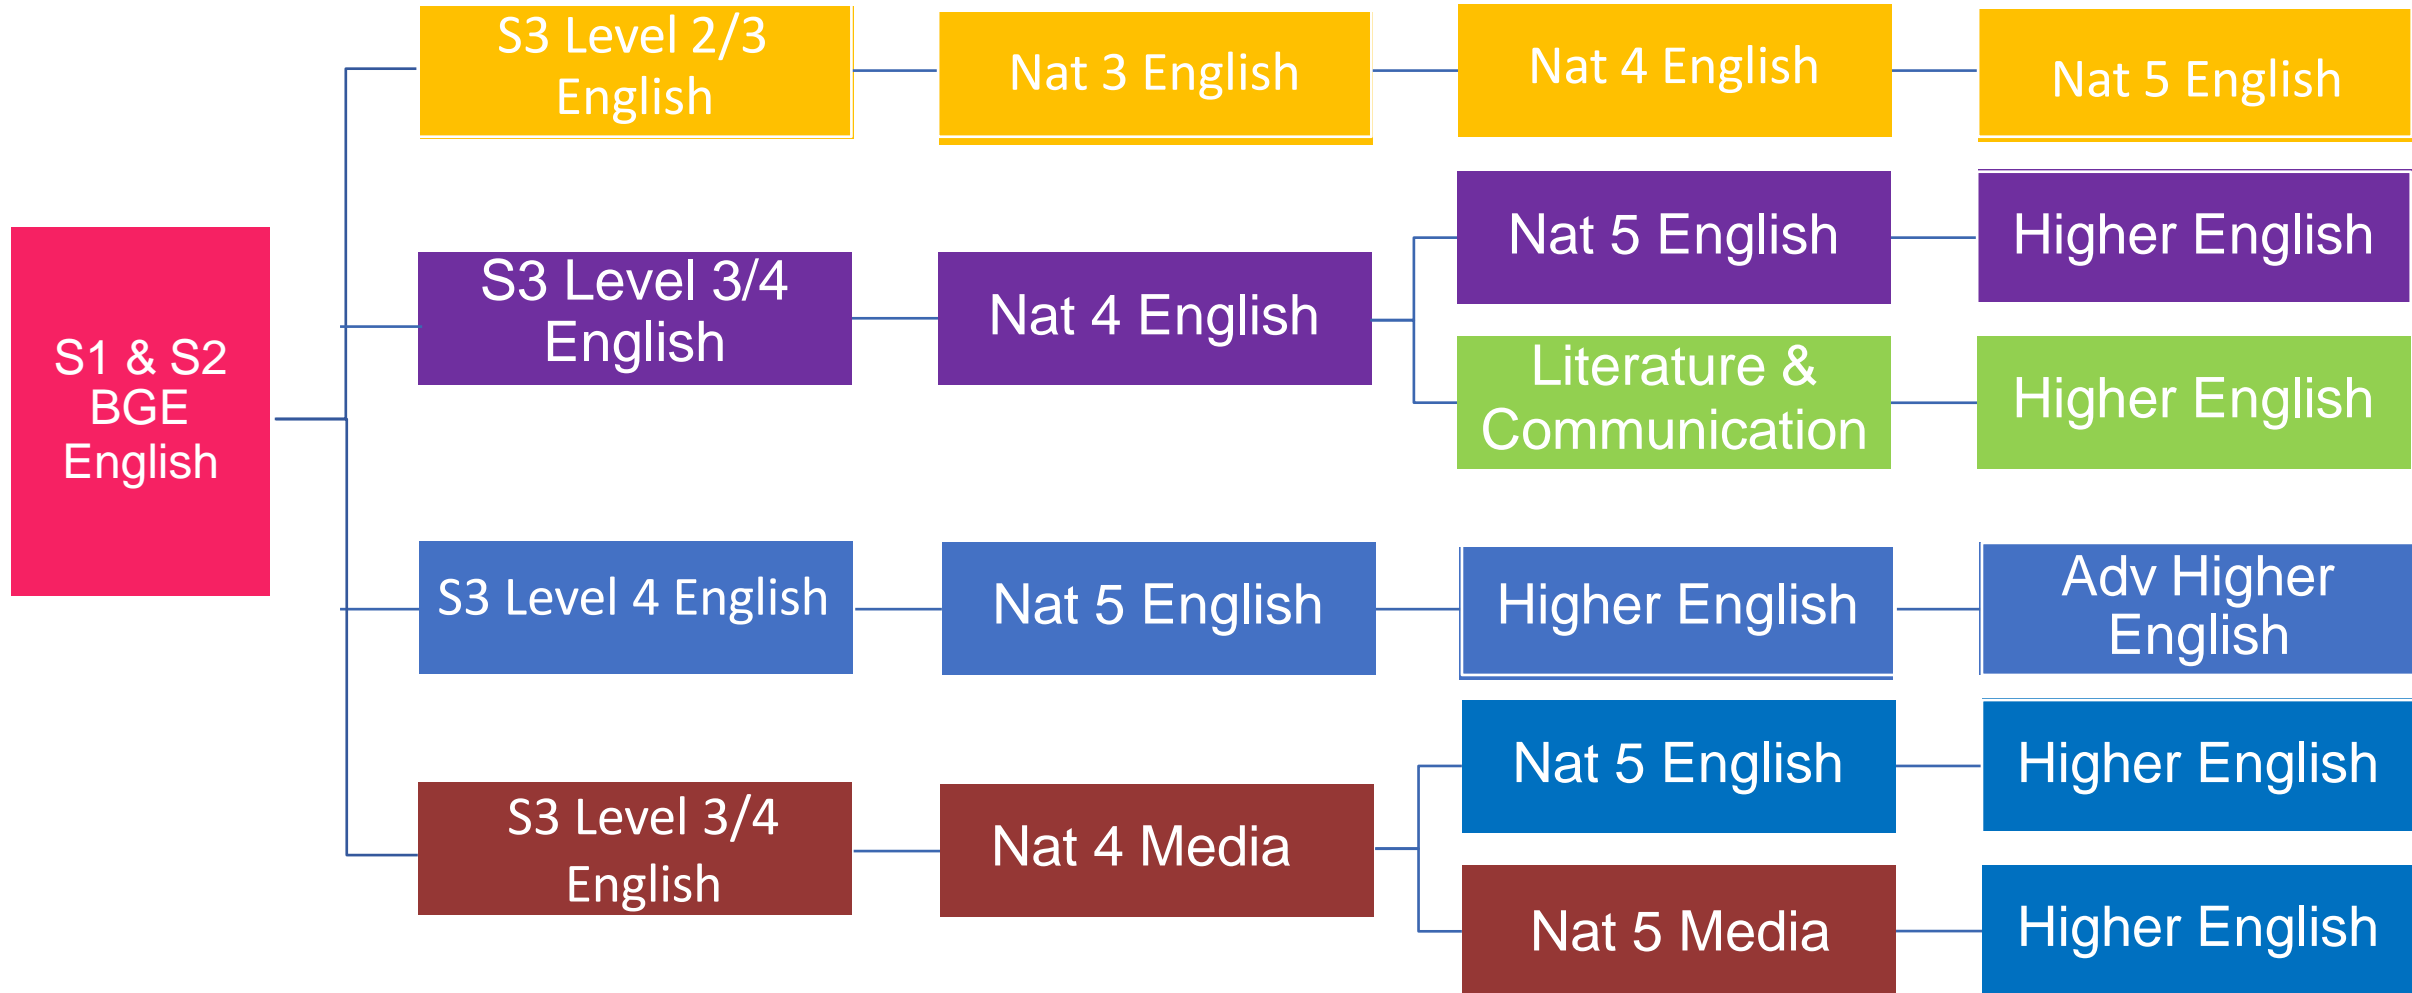 S1 & S2
BGE
English
S3 Level 2/3
English
Nat 3 English
Nat 4 English
Nat 5 English
S3 Level 3/4
English
Nat 4 English
Nat 5 English
Higher English
Literature &
Communication
Higher English
S3 Level 4 English
Nat 5 English
Higher English
Adv Higher
English
S3 Level 3/4
English
Nat 4 Media
Nat 5 English
Higher English
Nat 5 Media
Higher English